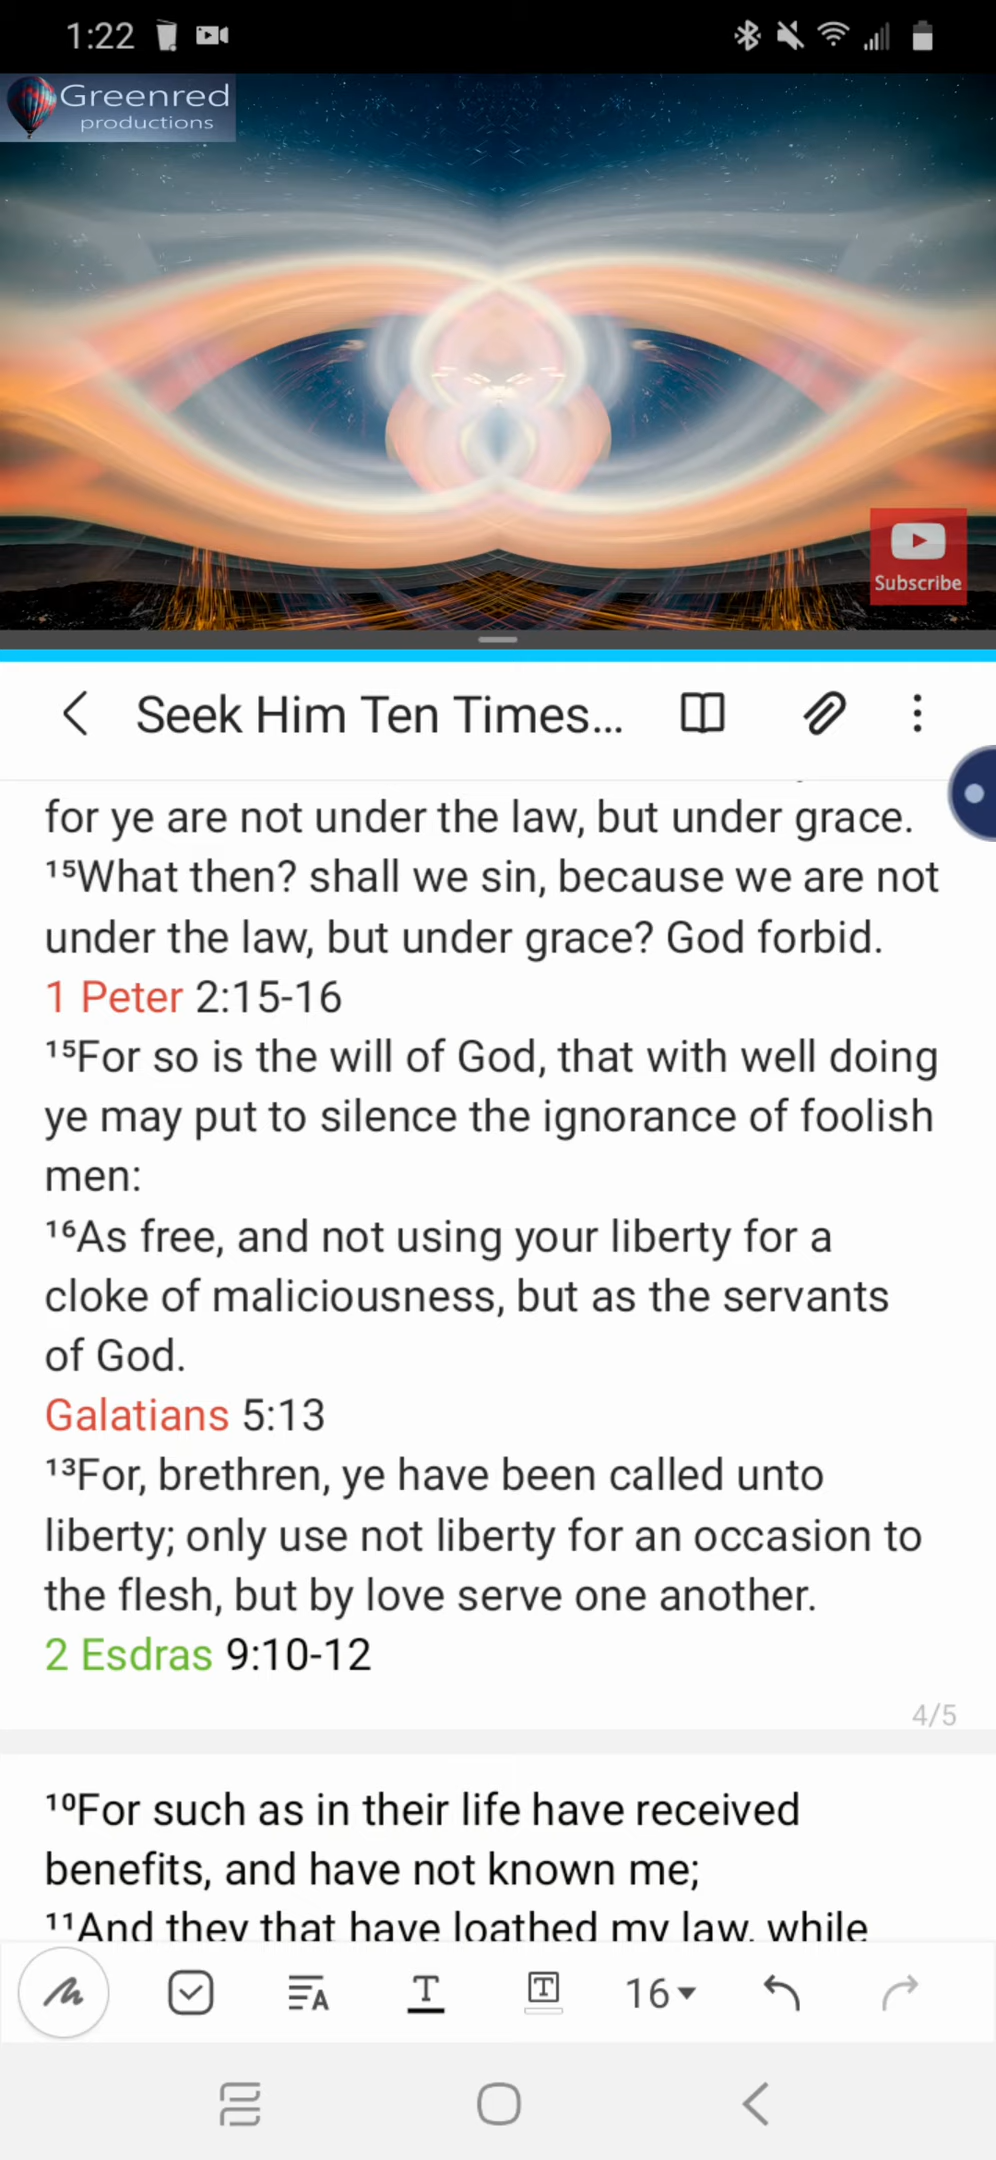 1:22
Greenred
productions
Subscribe
Seek Him Ten Times...
for ye are not under the law, but under grace.
¹⁵What then? shall we sin, because we are not
under the law, but under grace? God forbid.
1 Peter 2:15-16
¹⁵For so is the will of God, that with well doing
ye may put to silence the ignorance of foolish
men:
¹⁶As free, and not using your liberty for a
cloke of maliciousness, but as the servants
of God.
Galatians 5:13
¹³For, brethren, ye have been called unto
liberty; only use not liberty for an occasion to
the flesh, but by love serve one another.
2 Esdras 9:10-12
4/5
¹⁰For such as in their life have received
benefits, and have not known me;
¹¹And they that have loathed my law, while
16